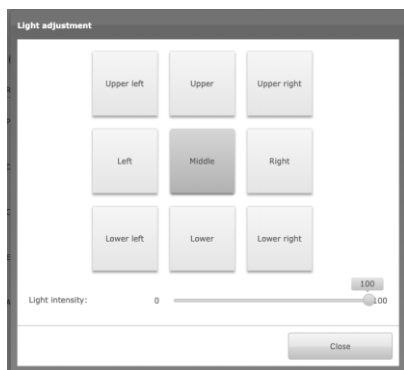 Light adjustment
Upper left Upper Upper right
Left Middle Right
Lower left Lower Lower right
100
Light intensity: 0 100
Close